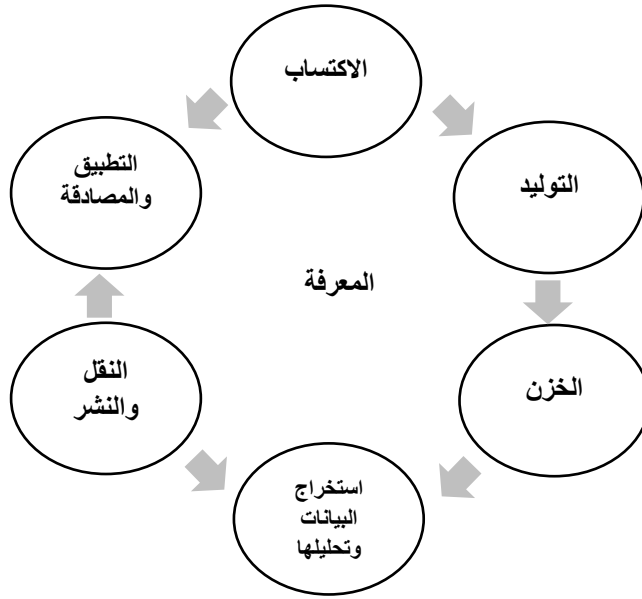 الاكتساب
التوليد
الخزن
استخراج
البيانات
وتحليلها
النقل
والنشر
التطبيق
والمصادقة
المعرفة